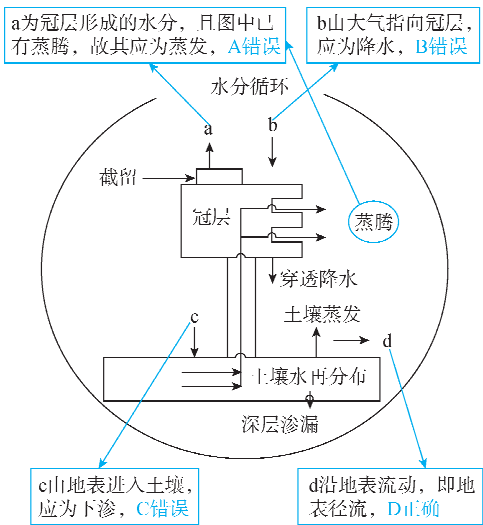 a为冠层形成的水分，且图中已
有蒸腾，故其应为蒸发，A错误
b由大气指向冠层，
应为降水，B错误
水分循环
a
b
截留
冠层
蒸腾
穿透降水
c
土壤蒸发
d
土壤水再分布
深层渗漏
c由地表进入土壤，
应为下渗，C错误
d沿地表流动，即地
表径流，D正确